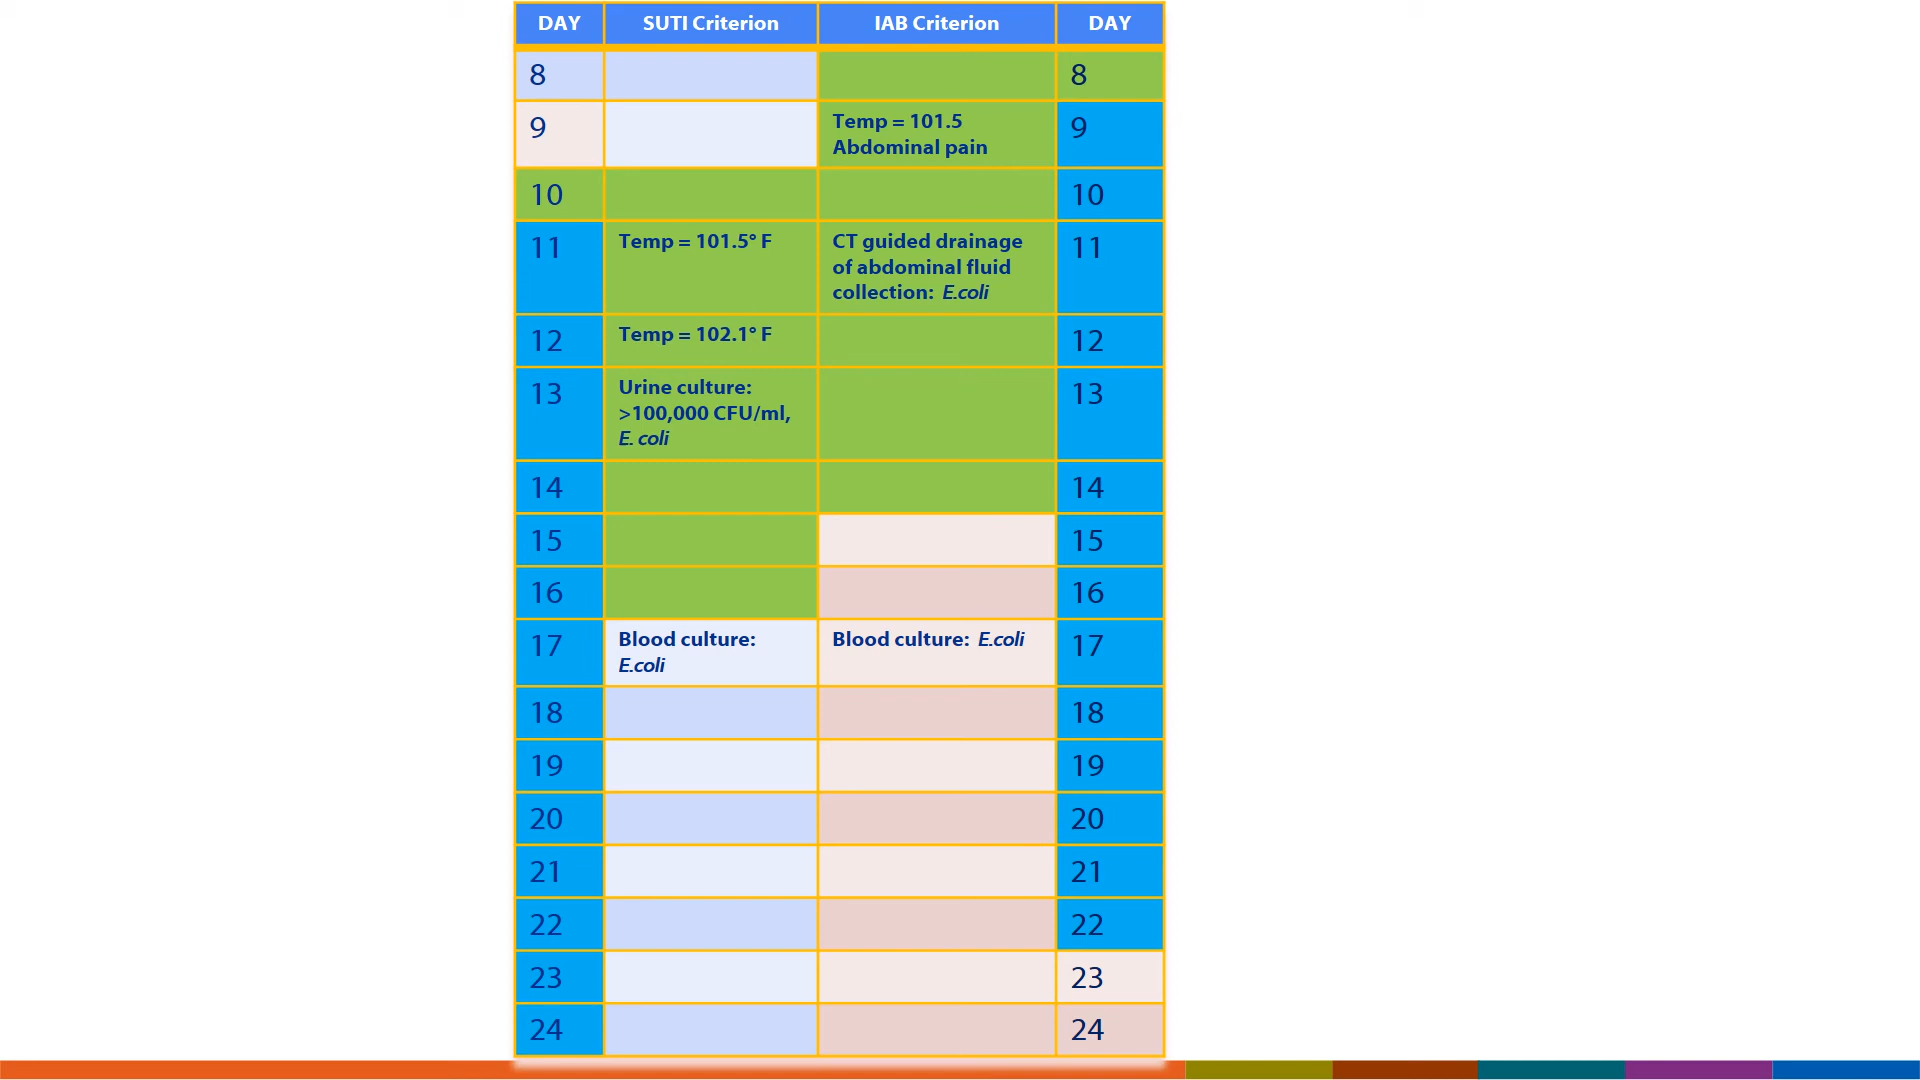 DAY SUTI Criterion IAB Criterion DAY
8 8
9 Temp = 101.5 9
Abdominal pain
10 10
11 Temp = 101.5° F CT guided drainage 11
of abdominal fluid
collection: E.coli
12 Temp = 102.1° F 12
13 Urine culture: 13
>100,000 CFU/ml,
E. coli
14 14
15 15
16 16
17 Blood culture: Blood culture: E.coli 17
E.coli
18 18
19 19
20 20
21 21
22 22
23 23
24 24